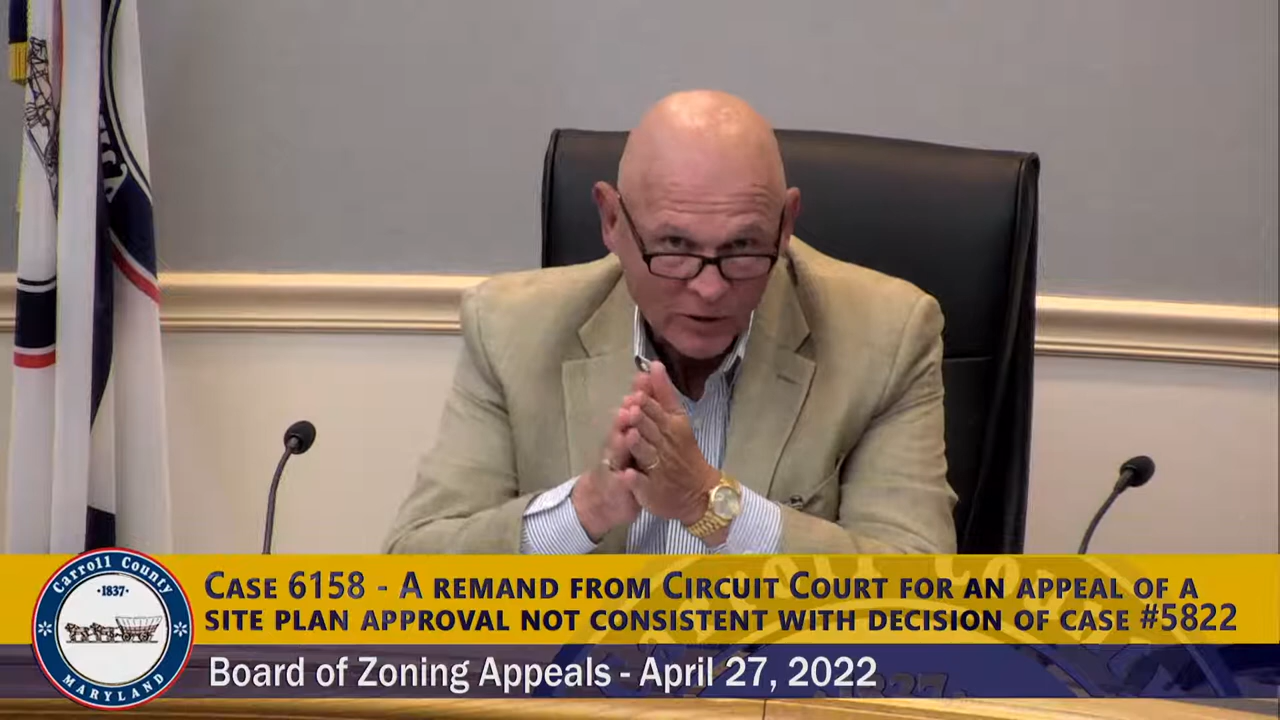 Carroll County
·1837·
MARYLAND
CASE 6158 - A REMAND FROM CIRCUIT COURT FOR AN APPEAL OF A
SITE PLAN APPROVAL NOT CONSISTENT WITH DECISION OF CASE #5822
Board of Zoning Appeals - April 27, 2022